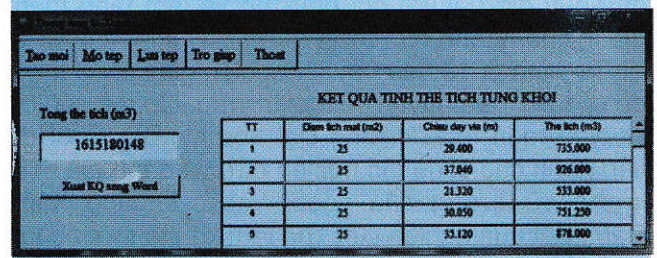 Tao moi Mo tep Luu tep Tro giup Thoat
KET QUA TINH THE TICH TUNG KHOI
Tong the tich (m3)
1615180148
Xuat KQ sang Word
TT Dien tich mat (m2) Chieu day via (m) The tich (m3)
1 25 29.400 735.000
2 25 37.040 926.000
3 25 21.320 533.000
4 25 30.050 751.250
5 25 35.120 878.000